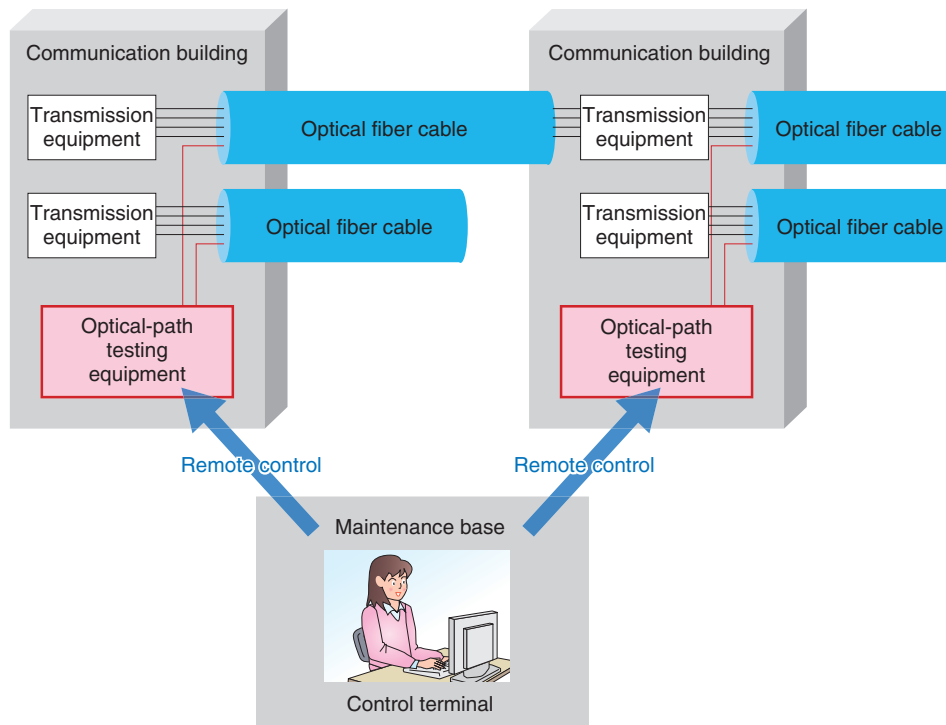 Communication building
Transmission
equipment
Optical fiber cable
Transmission
equipment
Optical fiber cable
Optical-path
testing
equipment
Communication building
Transmission
equipment
Optical fiber cable
Transmission
equipment
Optical fiber cable
Optical-path
testing
equipment
Remote control
Remote control
Maintenance base
Control terminal